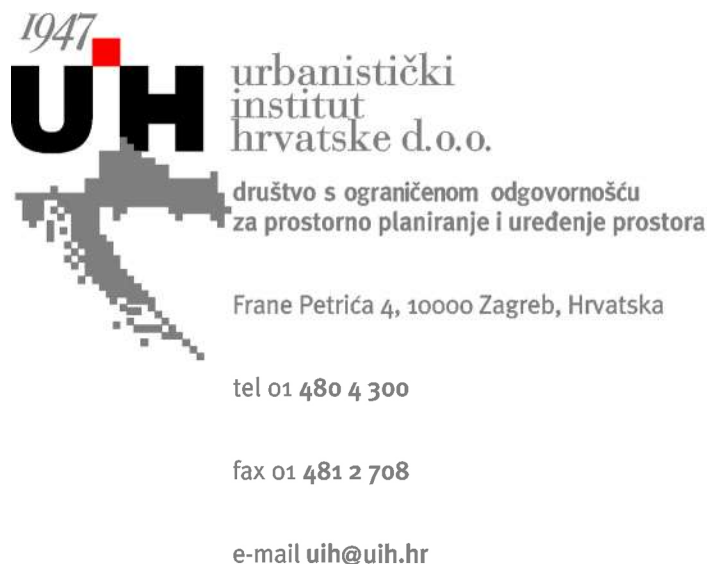 1947
UiH
urbanistički
institut
hrvatske d.o.o.
društvo s ograničenom odgovornošću
za prostorno planiranje i uređenje prostora
Frane Petrića 4, 10000 Zagreb, Hrvatska
tel 01 480 4 300
fax 01 481 2 708
e-mail uih@uih.hr